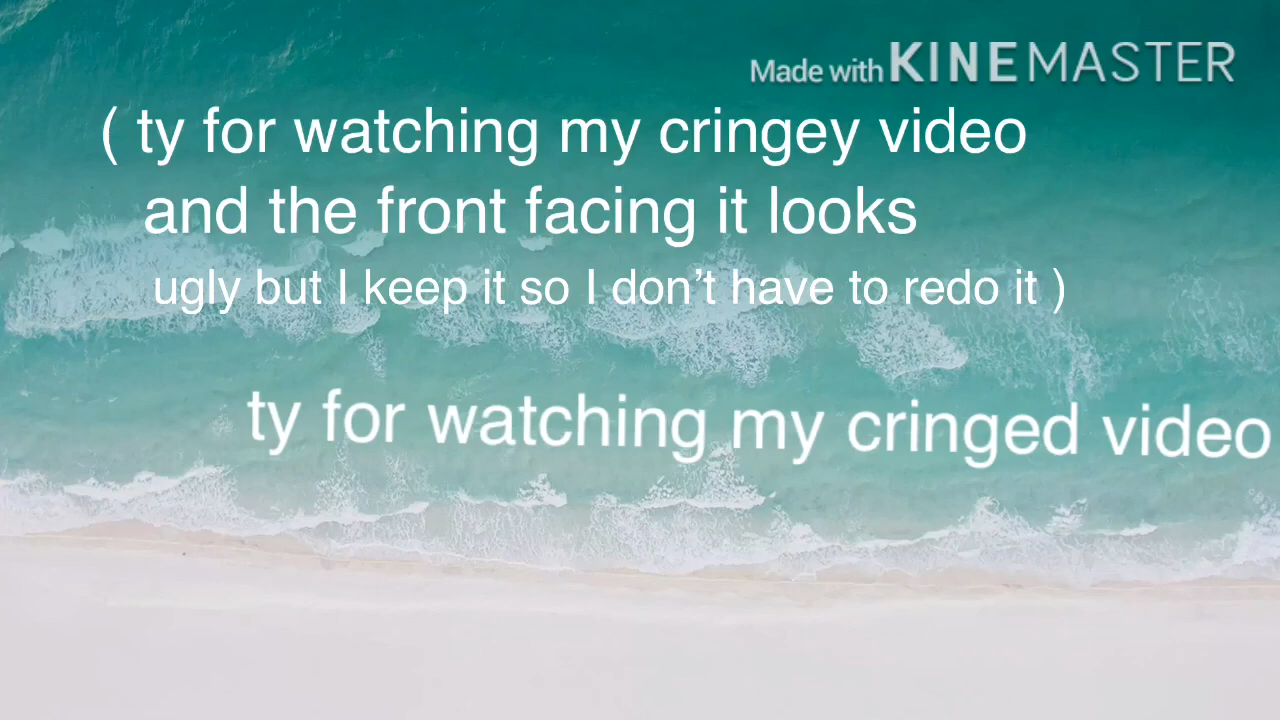 Made with KINEMASTER
( ty for watching my cringey video
and the front facing it looks
ugly but I keep it so I don’t have to redo it )
ty for watching my cringed video